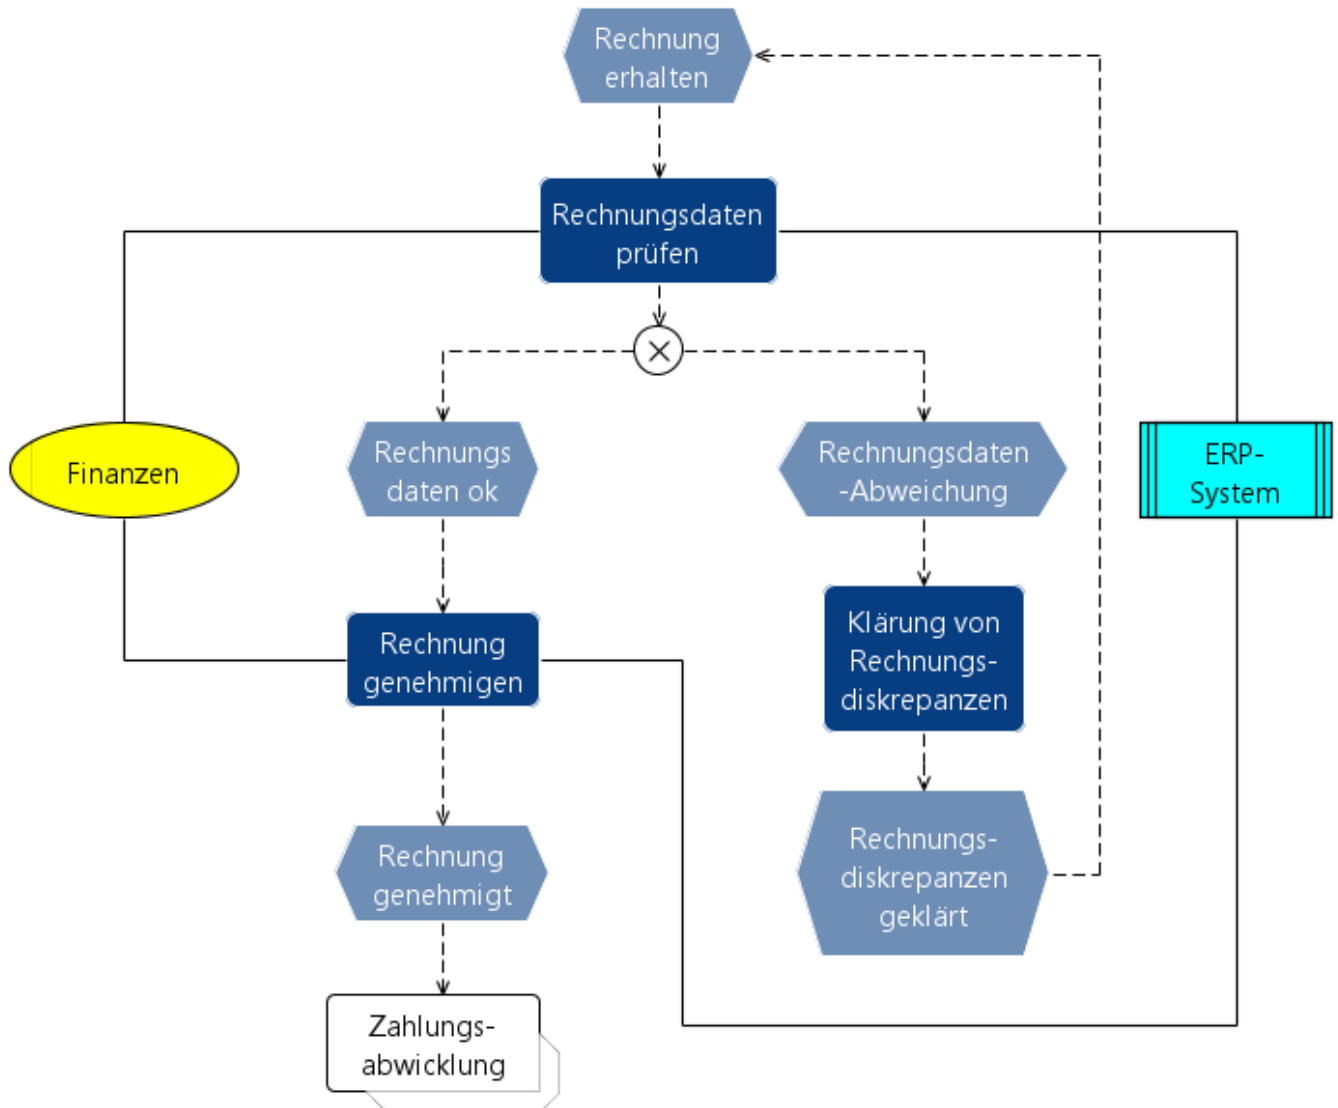 Rechnung
erhalten
Rechnungsdaten
prüfen
Finanzen
Rechnungs
daten ok
Rechnungsdaten
-Abweichung
ERP-
System
Rechnung
genehmigen
Klärung von
Rechnungs-
diskrepanzen
Rechnung
genehmigt
Rechnungs-
diskrepanzen
geklärt
Zahlungs-
abwicklung